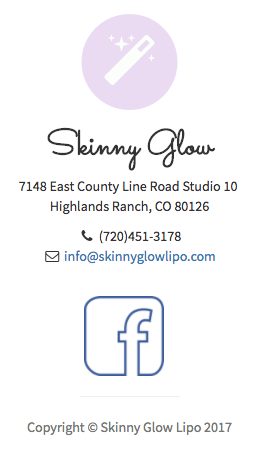 Skinny Glow
7148 East County Line Road Studio 10
Highlands Ranch, CO 80126
(720)451-3178
info@skinnyglowlipo.com
f
Copyright © Skinny Glow Lipo 2017